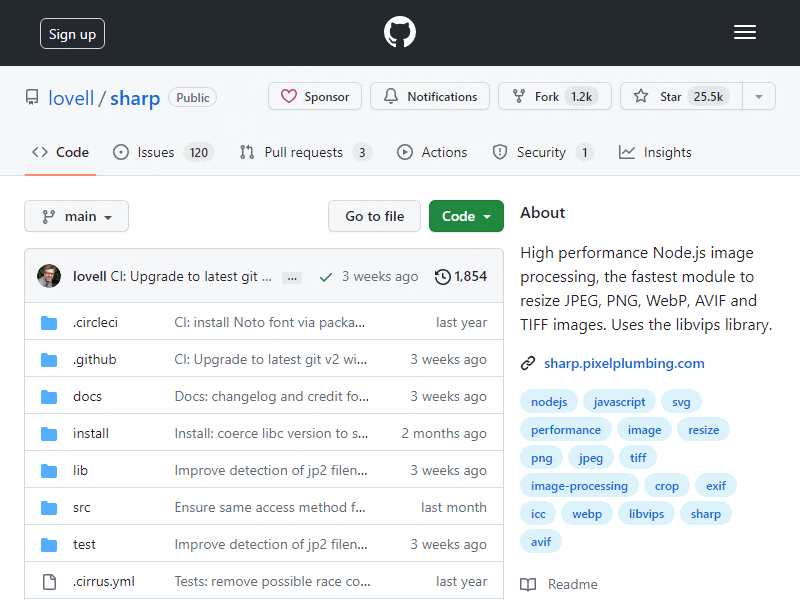 Sign up
lovell / sharp Public
Sponsor Notifications Fork 1.2k Star 25.5k
Code Issues 120 Pull requests 3 Actions Security 1 Insights
main Go to file Code
lovell CI: Upgrade to latest git ... ... 3 weeks ago 1,854
.circleci CI: install Noto font via packa... last year
.github CI: Upgrade to latest git v2 wi... 3 weeks ago
docs Docs: changelog and credit fo... 3 weeks ago
install Install: coerce libc version to s... 2 months ago
lib Improve detection of jp2 filen... 3 weeks ago
src Ensure same access method f... last month
test Improve detection of jp2 filen... 3 weeks ago
.cirrus.yml Tests: remove possible race co... last year
About
High performance Node.js image
processing, the fastest module to
resize JPEG, PNG, WebP, AVIF and
TIFF images. Uses the libvips library.
sharp.pixelplumbing.com
nodejs javascript svg
performance image resize
png jpeg tiff
image-processing crop exif
icc webp libvips sharp
avif
Readme